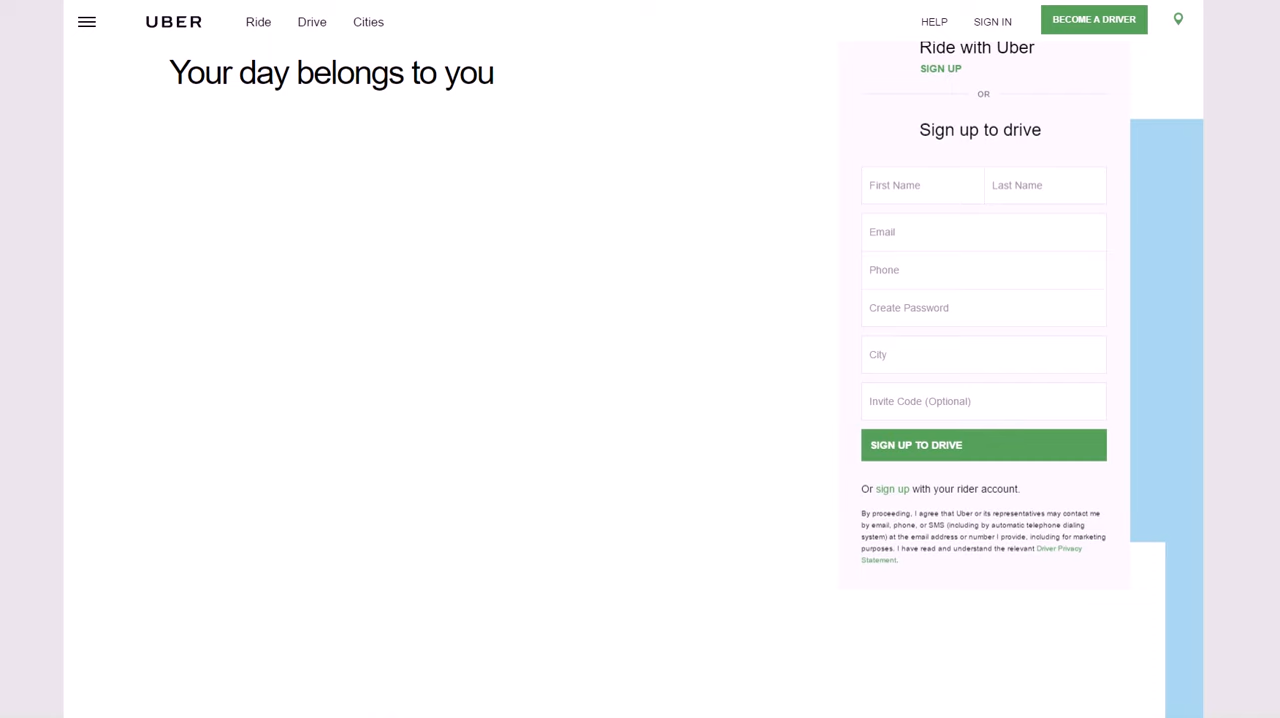 UBER
Ride
Drive
Cities
HELP
SIGN IN
BECOME A DRIVER
Your day belongs to you
Ride with Uber
SIGN UP
OR
Sign up to drive
First Name
Last Name
Email
Phone
Create Password
City
Invite Code (Optional)
SIGN UP TO DRIVE
Or sign up with your rider account.
By proceeding, I agree that Uber or its representatives may contact me
by email, phone, or SMS (including by automatic telephone dialing
system) at the email address or number I provide, including for marketing
purposes. I have read and understand the relevant Driver Privacy
Statement.